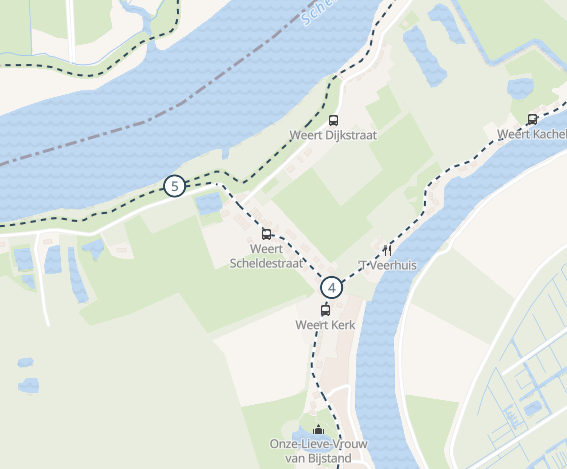 Weert Dijkstraat
Weert Kachel
5
Weert
Scheldestraat
'T Veerhuis
4
Weert Kerk
Onze-Lieve-Vrouw
van Bijstand